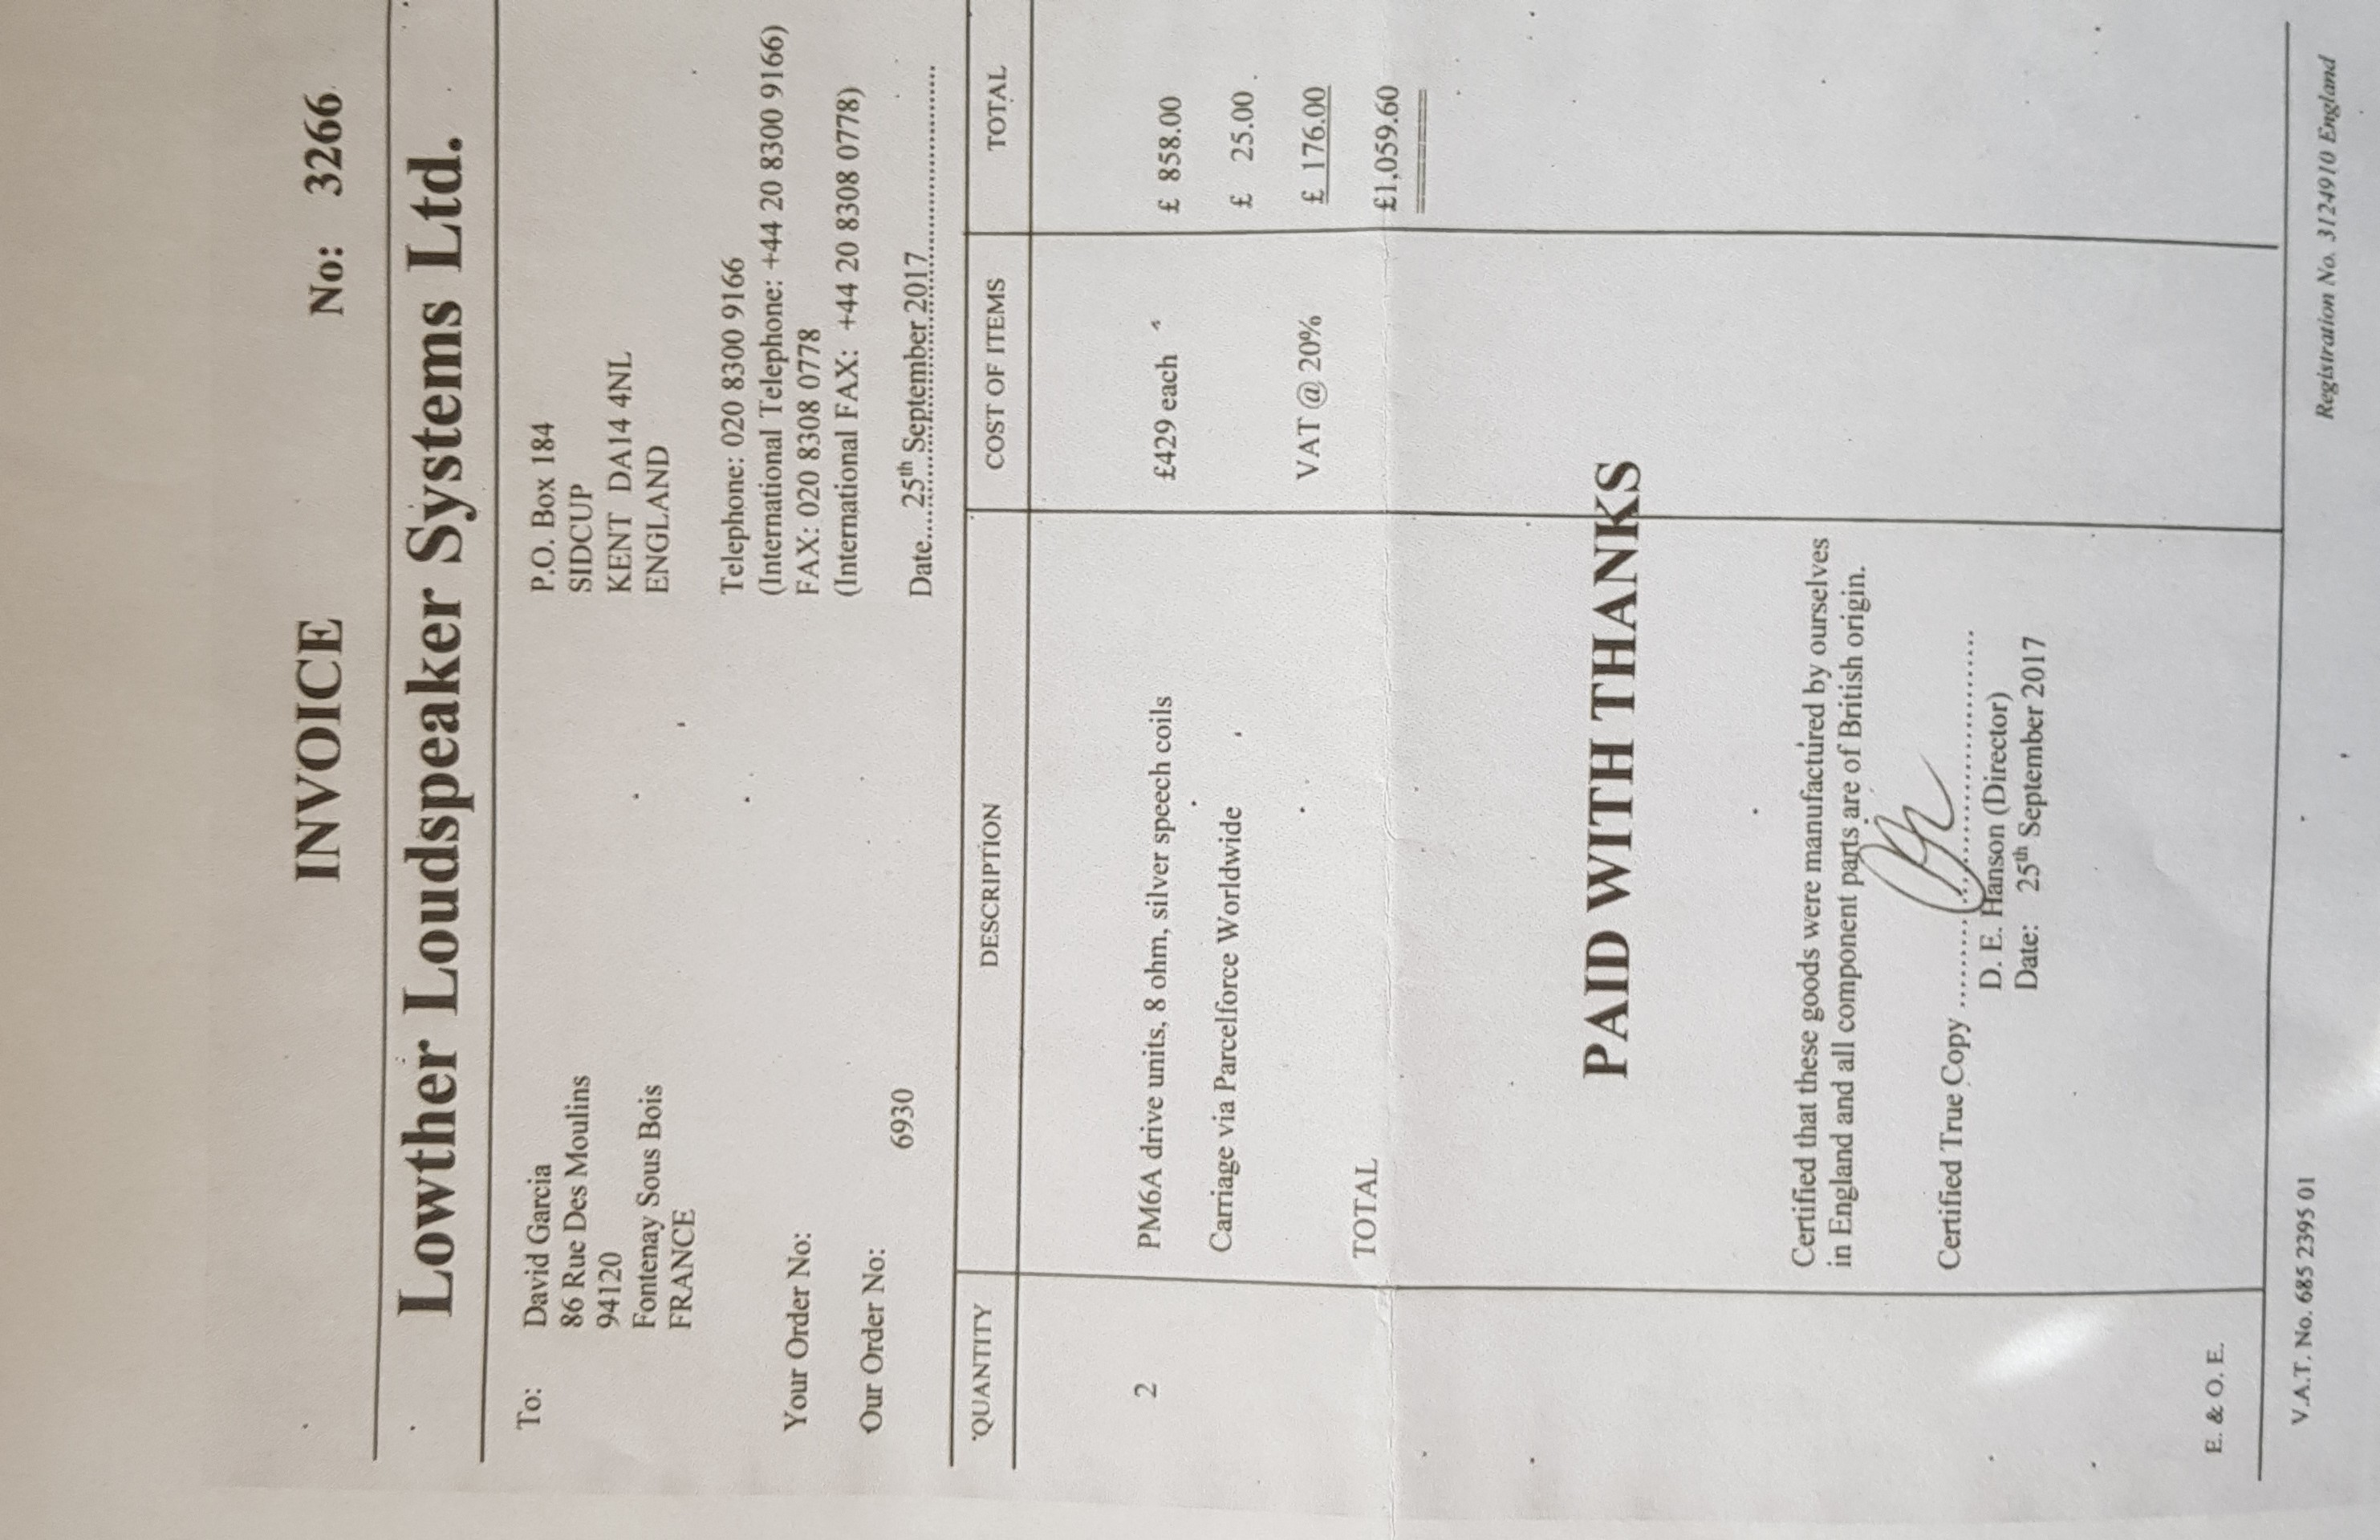 INVOICE No: 3266
Lowther Loudspeaker Systems Ltd.
To: David Garcia
86 Rue Des Moulins
94120
Fontenay Sous Bois
FRANCE
P.O. Box 184
SIDCUP
KENT DA14 4NL
ENGLAND
Telephone: 020 8300 9166
(International Telephone: +44 20 8300 9166)
FAX: 020 8308 0778
(International FAX: +44 20 8308 0778)
Your Order No:
Our Order No:
6930
Date....25th September 2017
QUANTITY DESCRIPTION COST OF ITEMS TOTAL
2 PM6A drive units, 8 ohm, silver speech coils £429 each £ 858.00
Carriage via Parcelforce Worldwide £ 25.00
VAT @ 20% £ 176.00
TOTAL £1,059.60
PAID WITH THANKS
Certified that these goods were manufactured by ourselves
in England and all component parts are of British origin.
Certified True Copy
D. E. Hanson (Director)
Date: 25th September 2017
E. & O. E.
V.A.T. No. 685 2395 01 Registration No. 3124910 England